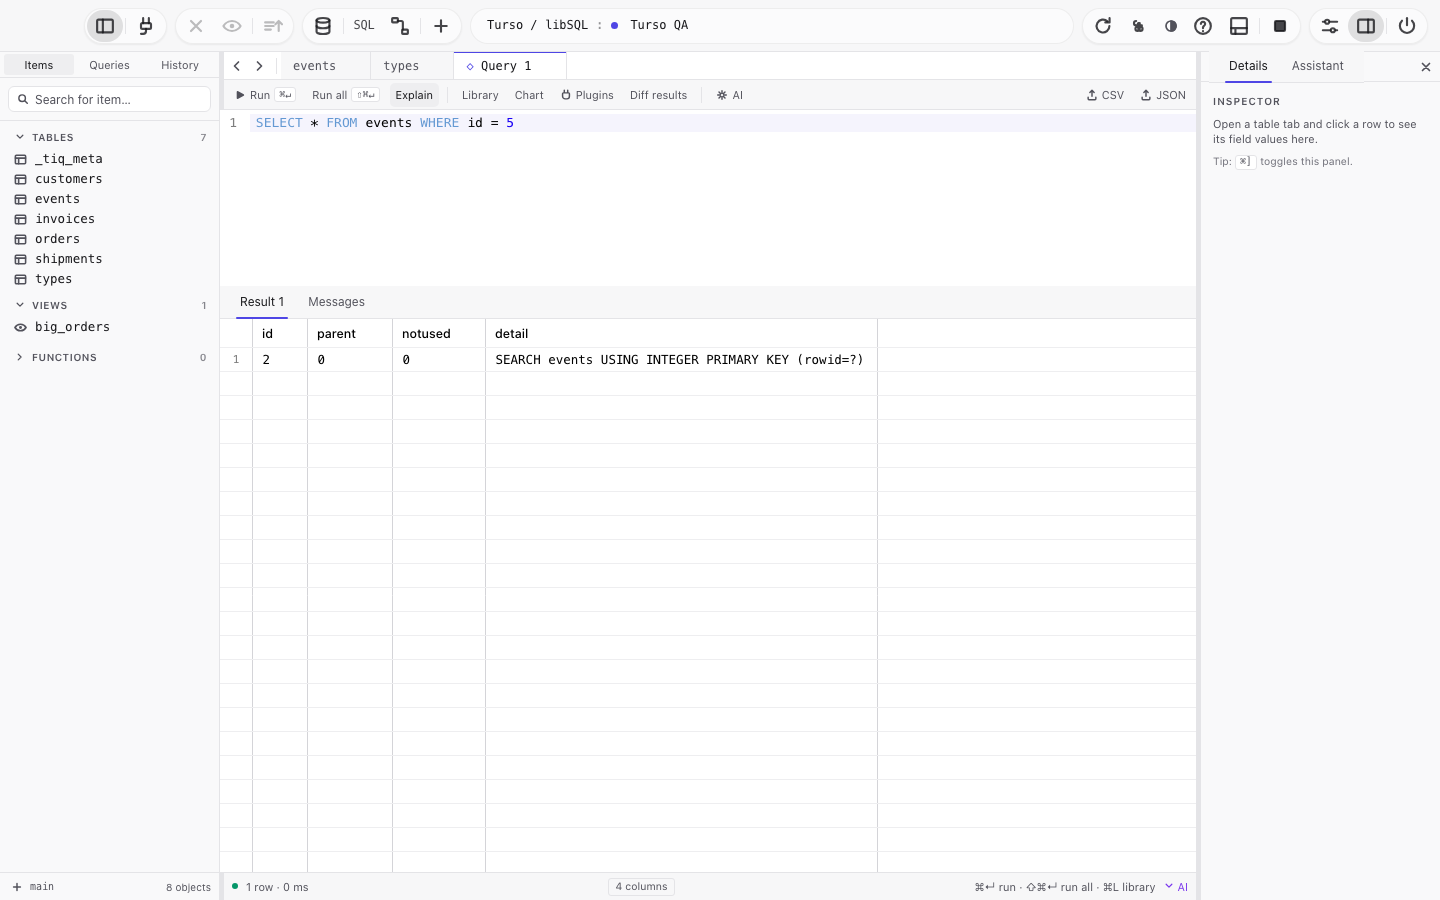 SQL
Turso / libSQL : Turso QA
Items Queries History
Search for item...
TABLES 7
_tiq_meta
customers
events
invoices
orders
shipments
types
VIEWS 1
big_orders
FUNCTIONS 0
main 8 objects
events types Query 1
Run ⌘↵ Run all ⇧⌘↵ Explain Library Chart Plugins Diff results AI CSV JSON
1 SELECT * FROM events WHERE id = 5
Result 1 Messages
id parent notused detail
1 2 0 0 SEARCH events USING INTEGER PRIMARY KEY (rowid=?)
1 row · 0 ms 4 columns ⌘↵ run · ⇧⌘↵ run all · ⌘L library AI
Details Assistant
INSPECTOR
Open a table tab and click a row to see
its field values here.
Tip: ⌘] toggles this panel.